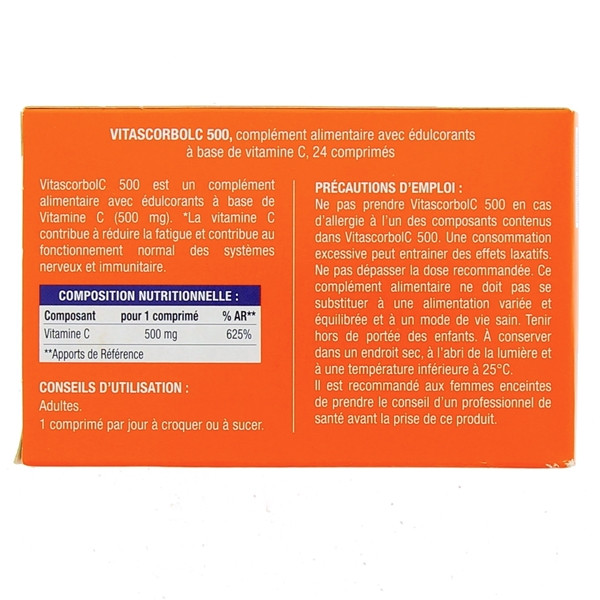 VITASCORBOLC 500, complément alimentaire avec édulcorants
à base de vitamine C, 24 comprimés
VitascorbolC 500 est un complément
alimentaire avec édulcorants à base de
Vitamine C (500 mg). *La vitamine C
contribue à réduire la fatigue et contribue au
fonctionnement normal des systèmes
nerveux et immunitaire.
COMPOSITION NUTRITIONNELLE :
Composant pour 1 comprimé % AR**
Vitamine C 500 mg 625%
**Apports de Référence
CONSEILS D'UTILISATION :
Adultes.
1 comprimé par jour à croquer ou à sucer.
PRÉCAUTIONS D'EMPLOI :
Ne pas prendre VitascorbolC 500 en cas
d'allergie à l'un des composants contenus
dans VitascorbolC 500. Une consommation
excessive peut entrainer des effets laxatifs.
Ne pas dépasser la dose recommandée. Ce
complément alimentaire ne doit pas se
substituer à une alimentation variée et
équilibrée et à un mode de vie sain. Tenir
hors de portée des enfants. À conserver
dans un endroit sec, à l'abri de la lumière et
à une température inférieure à 25°C.
Il est recommandé aux femmes enceintes
de prendre le conseil d'un professionnel de
santé avant la prise de ce produit.